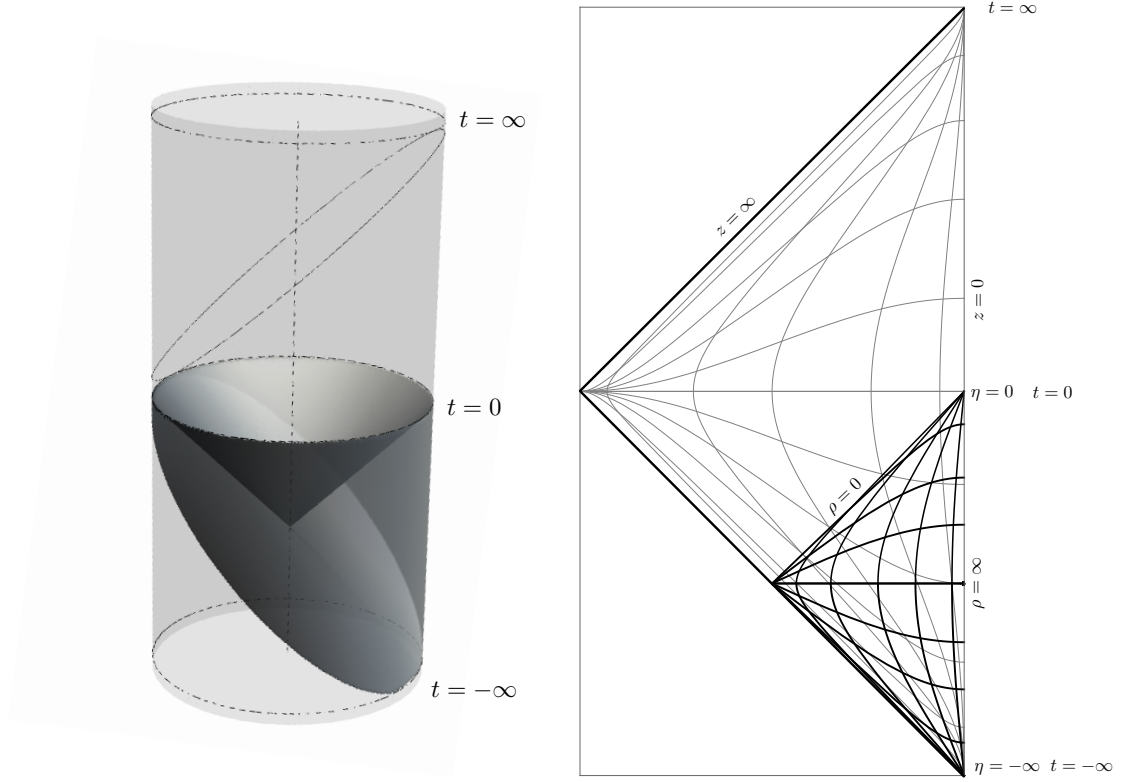 t = ∞
t = 0
t = −∞
t = ∞
z = ∞
z = 0
η = 0 t = 0
ρ = 0
ρ = ∞
η = −∞ t = −∞